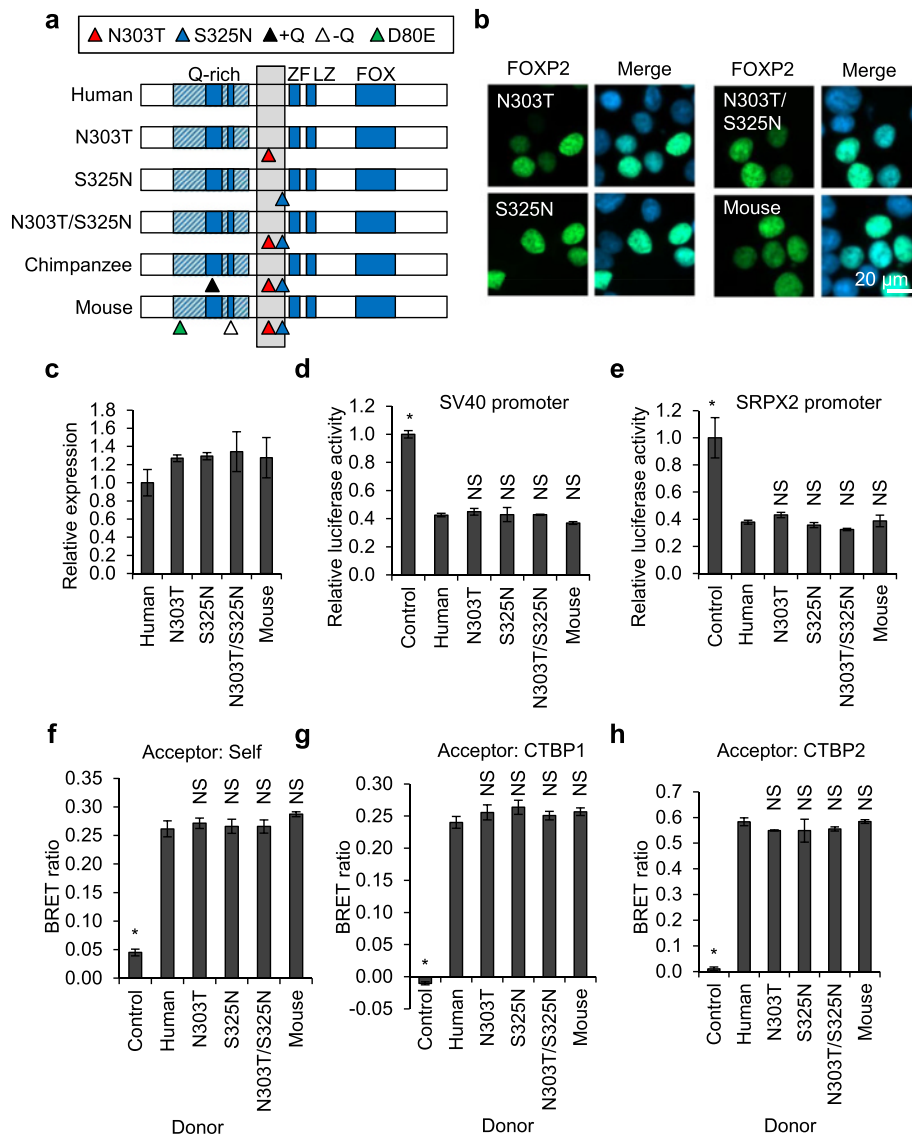 a
N303T S325N +Q -Q D80E
Q-rich ZF LZ FOX
Human
N303T
S325N
N303T/S325N
Chimpanzee
Mouse
b
FOXP2 Merge FOXP2 Merge
N303T
N303T/
S325N
S325N
Mouse
20 µm
c
Relative expression
1.8
1.6
1.4
1.2
1.0
0.8
0.6
0.4
0.2
0.0
Human
N303T
S325N
N303T/S325N
Mouse
d
SV40 promoter
Relative luciferase activity
1.2
1.0
0.8
0.6
0.4
0.2
0.0
*
NS NS NS NS
Control
Human
N303T
S325N
N303T/S325N
Mouse
e
SRPX2 promoter
Relative luciferase activity
1.2
1.0
0.8
0.6
0.4
0.2
0.0
*
NS NS NS NS
Control
Human
N303T
S325N
N303T/S325N
Mouse
f
Acceptor: Self
BRET ratio
0.35
0.30
0.25
0.20
0.15
0.10
0.05
0.00
*
NS NS NS NS
Control
Human
N303T
S325N
N303T/S325N
Mouse
Donor
g
Acceptor: CTBP1
BRET ratio
0.30
0.25
0.20
0.15
0.10
0.05
0.00
-0.05
*
NS NS NS NS
Control
Human
N303T
S325N
N303T/S325N
Mouse
Donor
h
Acceptor: CTBP2
BRET ratio
0.7
0.6
0.5
0.4
0.3
0.2
0.1
0.0
*
NS NS NS NS
Control
Human
N303T
S325N
N303T/S325N
Mouse
Donor